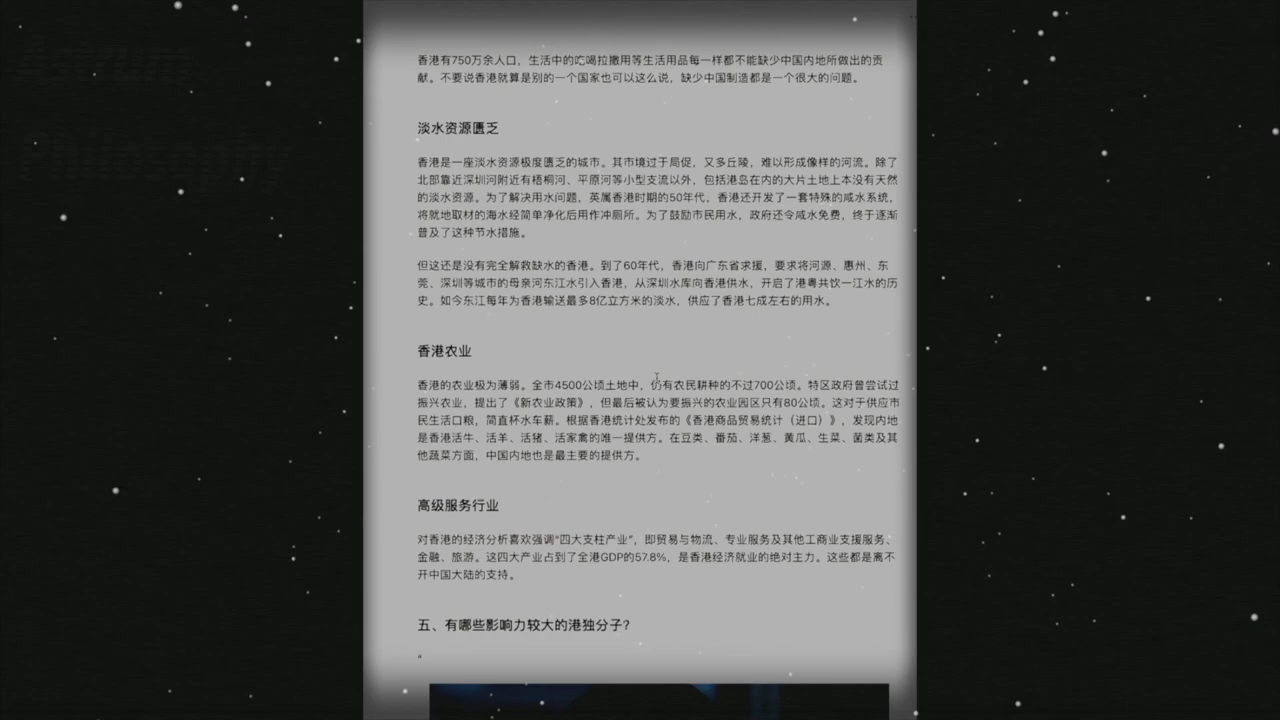 Astrum
Philosophy
香港有750万余人口，生活中的吃喝拉撒用等生活用品每一样都不能缺少中国内地所做出的贡
献。不要说香港就算是别的一个国家也可以这么说，缺少中国制造都是一个很大的问题。
淡水资源匮乏
香港是一座淡水资源极度匮乏的城市。其市境过于局促，又多丘陵，难以形成像样的河流。除了
北部靠近深圳河附近有梧桐河、平原河等小型支流以外，包括港岛在内的大片土地上本没有天然
的淡水资源。为了解决用水问题，英属香港时期的50年代，香港还开发了一套特殊的咸水系统，
将就地取材的海水经简单净化后用作冲厕所。为了鼓励市民用水，政府还令咸水免费，终于逐渐
普及了这种节水措施。
但这还是没有完全解救缺水的香港。到了60年代，香港向广东省求援，要求将河源、惠州、东
莞、深圳等城市的母亲河东江水引入香港，从深圳水库向香港供水，开启了港粤共饮一江水的历
史。如今东江每年为香港输送最多8亿立方米的淡水，供应了香港七成左右的用水。
香港农业
香港的农业极为薄弱。全市4500公顷土地中，仍有农民耕种的不过700公顷。特区政府曾尝试过
振兴农业，提出了《新农业政策》，但最后被认为要振兴的农业园区只有80公顷。这对于供应市
民生活口粮，简直杯水车薪。根据香港统计处发布的《香港商品贸易统计（进口）》，发现内地
是香港活牛、活羊、活猪、活家禽的唯一提供方。在豆类、番茄、洋葱、黄瓜、生菜、菌类及其
他蔬菜方面，中国内地也是最主要的提供方。
高级服务行业
对香港的经济分析喜欢强调“四大支柱产业”，即贸易与物流、专业服务及其他工商业支援服务、
金融、旅游。这四大产业占到了全港GDP的57.8%，是香港经济就业的绝对主力。这些都是离不
开中国大陆的支持。
五、有哪些影响力较大的港独分子？
。